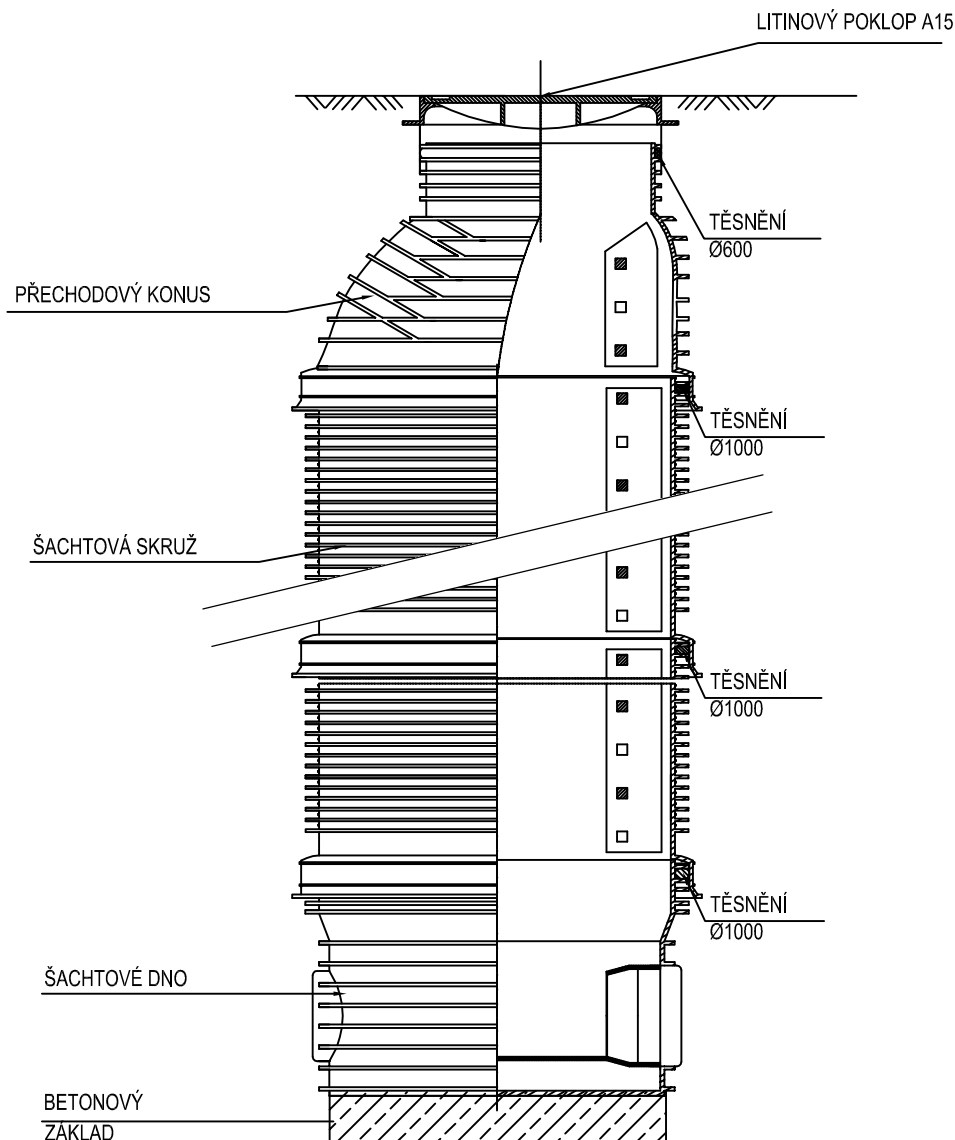 LITINOVÝ POKLOP A15
TĚSNĚNÍ
Ø600
PŘECHODOVÝ KONUS
TĚSNĚNÍ
Ø1000
ŠACHTOVÁ SKRUŽ
TĚSNĚNÍ
Ø1000
TĚSNĚNÍ
Ø1000
ŠACHTOVÉ DNO
BETONOVÝ
ZÁKLAD